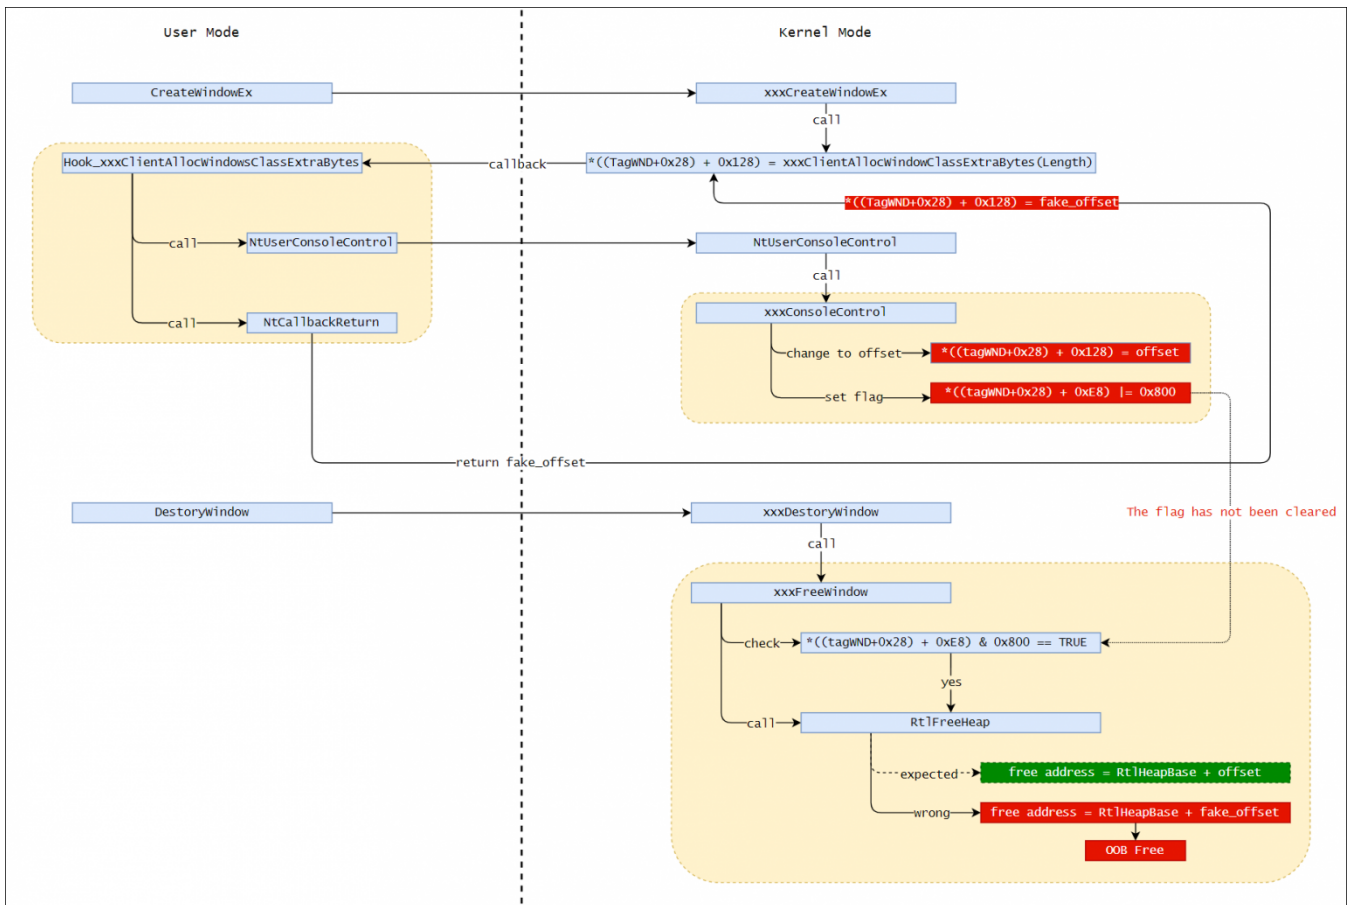 User Mode
Kernel Mode
CreateWindowEx
xxxCreateWindowEx
call
Hook_xxxClientAllocWindowsClassExtraBytes
callback
*((TagWND+0x28) + 0x128) = xxxClientAllocWindowClassExtraBytes(Length)
*((TagWND+0x28) + 0x128) = fake_offset
call
NtUserConsoleControl
NtUserConsoleControl
call
xxxConsoleControl
call
NtCallbackReturn
change to offset
*((tagWND+0x28) + 0x128) = offset
set flag
*((tagWND+0x28) + 0xE8) |= 0x800
return fake_offset
DestoryWindow
xxxDestoryWindow
The flag has not been cleared
call
xxxFreeWindow
check
*((tagWND+0x28) + 0xE8) & 0x800 == TRUE
yes
call
RtlFreeHeap
expected
free address = RtlHeapBase + offset
wrong
free address = RtlHeapBase + fake_offset
OOB Free